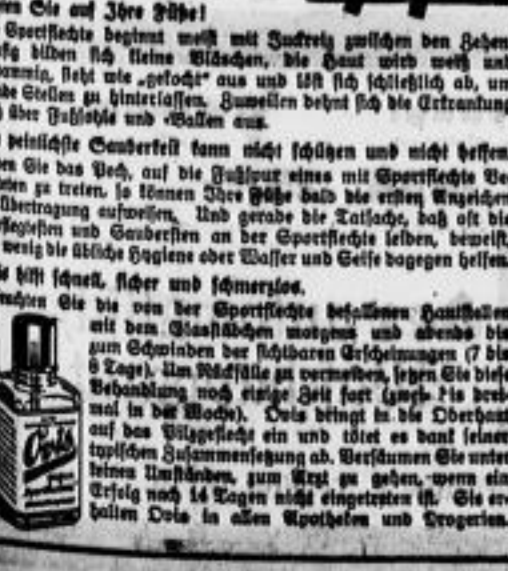 Sie auf Ihre Füße!
Sportflechte beginnt meist mit Juckreiz zwischen den Zehen
bilden sich kleine Bläschen, die Haut wird weiß und
sieht wie „gekocht“ aus und löst sich schließlich ab, um
Stellen zu hinterlassen. Zuweilen dehnt sich die Erkrankung
über Fußsohle und -Ballen aus.
peinlichste Sauberkeit kann nicht schützen und nicht helfen
Sie das Pech, auf die Fußspur eines mit Sportflechte Be
zu treten, so können Ihre Füße bald die ersten Anzeichen
Übertragung aufweisen. Und gerade die Tatsache, daß oft die
und Saubersten an der Sportflechte leiden, beweist,
wenig die übliche Hygiene oder Wasser und Seife dagegen helfen.
hilft schnell, sicher und schmerzlos.
Sie die von der Sportflechte befallenen Hautstellen
mit dem Glasstäbchen morgens und abends bis
zum Schwinden der sichtbaren Erscheinungen (7 bis
8 Tage). Um Rückfälle zu vermeiden, setzen Sie diese
Behandlung noch einige Zeit fort (zwei- bis drei-
mal in der Woche). Ovis dringt in die Oberhaut
auf das Pilzgeflecht ein und tötet es dank seiner
typischen Zusammensetzung ab. Versäumen Sie unter
keinen Umständen, zum Arzt zu gehen, wenn ein
Erfolg nach 14 Tagen nicht eingetreten ist. Sie er-
halten Ovis in allen Apotheken und Drogerien.
Ovis